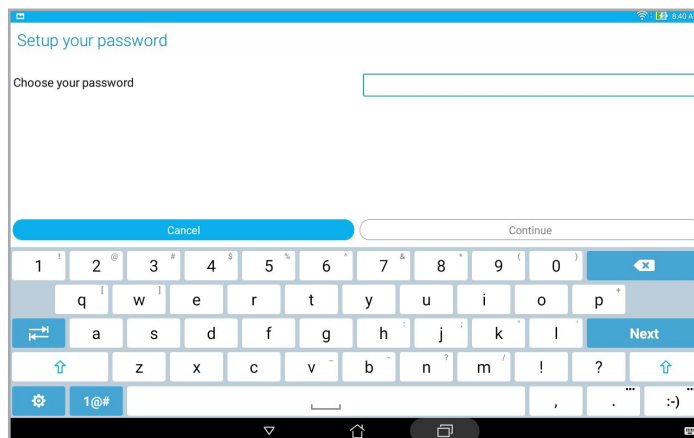 8:40 A
Setup your password
Choose your password
Cancel
Continue
1 ! 2 @ 3 # 4 $ 5 % 6 ^ 7 & 8 * 9 ( 0 )
q [ w ] e r t y u i o p +
a s d f g h : j ; k " l ' Next
z x c v _ b - n ? m / ! ?
1@# , . ... :-) ...